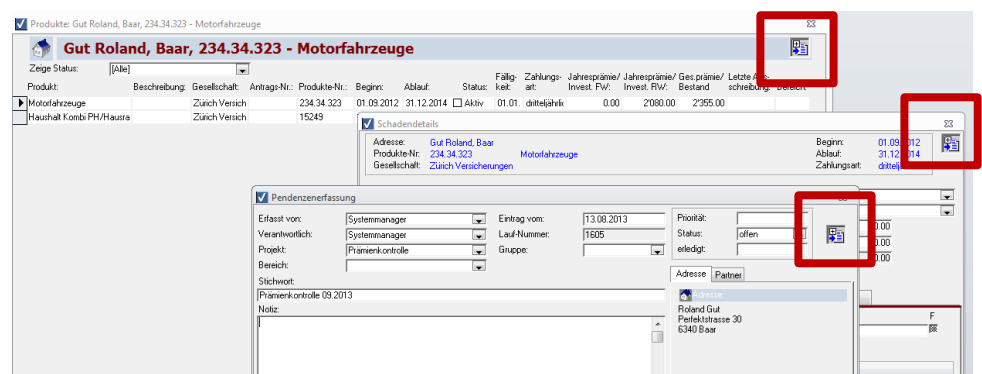 Produkte: Gut Roland, Baar, 234.34.323 - Motorfahrzeuge
Gut Roland, Baar, 234.34.323 - Motorfahrzeuge
Zeige Status: [Alle]
Fällig- Zahlungs- Jahresprämie/ Jahresprämie/ Ges.prämie/ Letzte
Produkt: Beschreibung: Gesellschaft: Antrags-Nr.: Produkte-Nr.: Beginn: Ablauf: Status: keit: art: Invest. FW: Invest. RW: Bestand schreibung: Bereich:
Motorfahrzeuge Zürich Versich 234.34.323 01.09.2012 31.12.2014 Aktiv 01.01. dritteljährlic 0.00 2'080.00 2'355.00
Haushalt Kombi PH/Hausra Zürich Versich 15249
Schadendetails
Adresse: Gut Roland, Baar Beginn: 01.09.2012
Produkte-Nr: 234.34.323 Motorfahrzeuge Ablauf: 31.12.2014
Gesellschaft: Zürich Versicherungen Zahlungsart:
Pendenzenerfassung
Erfasst von: Systemmanager Eintrag vom: 13.08.2013 Priorität:
Verantwortlich: Systemmanager Lauf-Nummer: 1605 Status: offen
Projekt: Prämienkontrolle Gruppe: erledigt:
Bereich:
Stichwort: Adresse Partner
Prämienkontrolle 09.2013 Adresse:
Notiz: Roland Gut
Perfektstrasse 30
6340 Baar
F